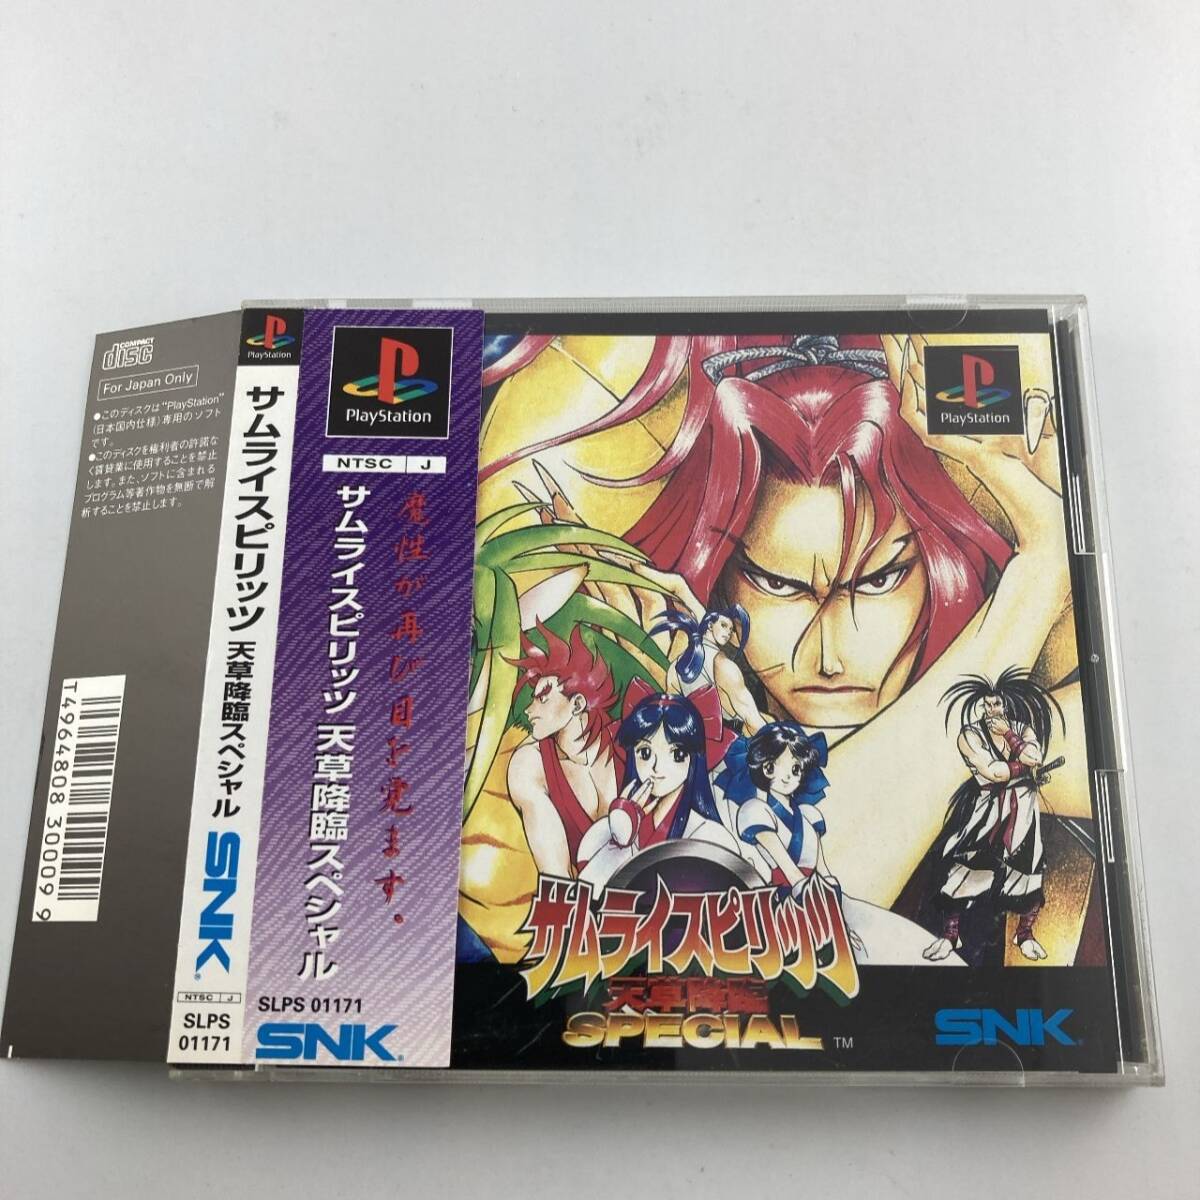 COMPACT
disc
For Japan Only
●このディスクは“PlayStation”
(日本国内仕様)専用のソフト
です。
●このディスクを権利者の許諾な
く賃貸業に使用することを禁止
します。また、ソフトに含まれる
プログラム等著作物を無断で解
析することを禁止します。
T4964808 30009 9
PlayStation
サムライスピリッツ 天草降臨スペシャル
SNK
NTSC J
SLPS
01171
PlayStation
NTSC J
魔性が再び目を覚ます。
サムライスピリッツ 天草降臨スペシャル
SLPS 01171
SNK
PlayStation
サムライスピリッツ
天草降臨
SPECIAL TM
SNK